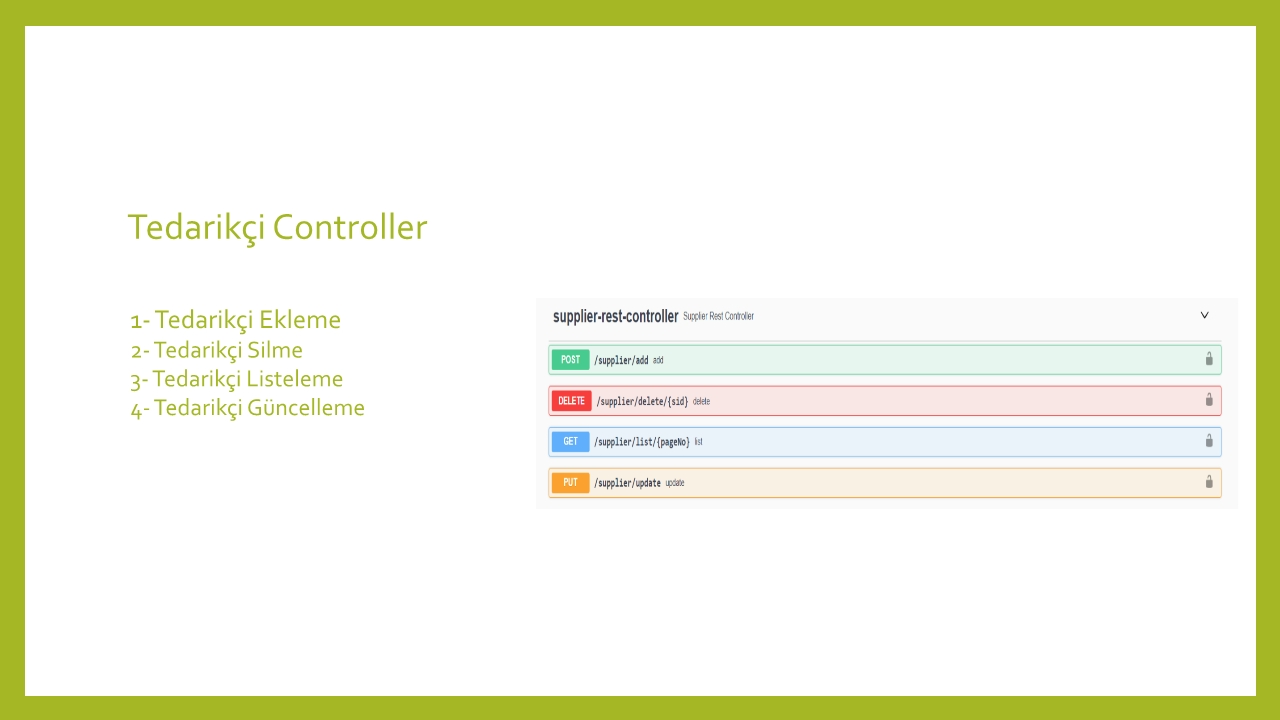 Tedarikçi Controller
1- Tedarikçi Ekleme
2- Tedarikçi Silme
3- Tedarikçi Listeleme
4- Tedarikçi Güncelleme
supplier-rest-controller Supplier Rest Controller
POST /supplier/add add
DELETE /supplier/delete/{sid} delete
GET /supplier/list/{pageNo} list
PUT /supplier/update update